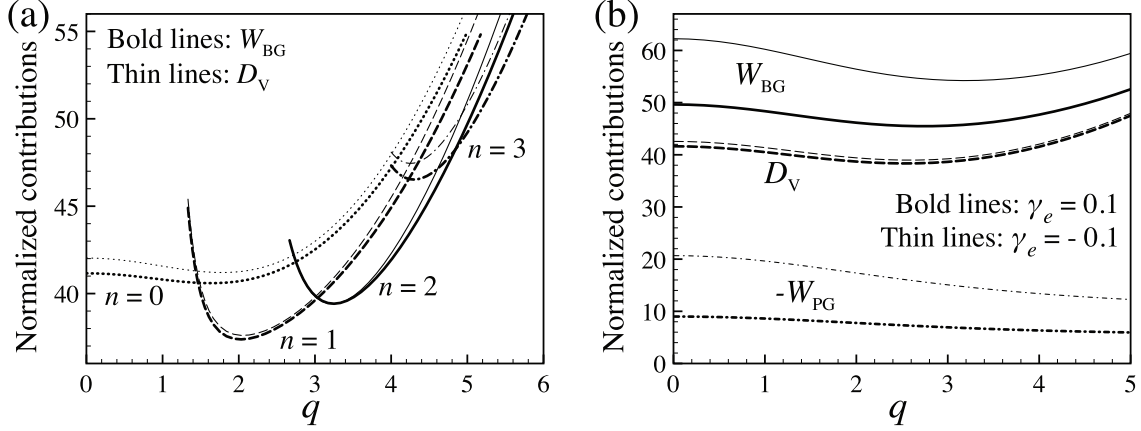 (a)
Normalized contributions
55
50
45
40
Bold lines: W_BG
Thin lines: D_V
n = 0
n = 1
n = 2
n = 3
0 1 2 3 4 5 6
q
(b)
Normalized contributions
60
50
40
30
20
10
0
W_BG
D_V
Bold lines: γ_e = 0.1
Thin lines: γ_e = - 0.1
-W_PG
0 1 2 3 4 5
q